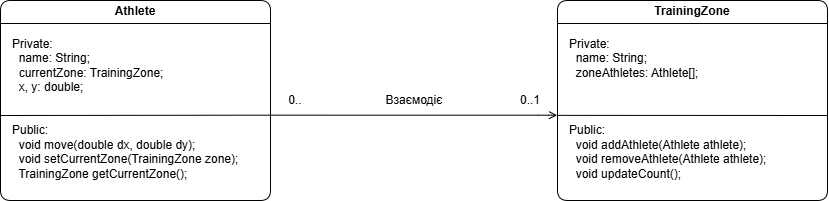 Athlete
Private:
name: String;
currentZone: TrainingZone;
x, y: double;
Public:
void move(double dx, double dy);
void setCurrentZone(TrainingZone zone);
TrainingZone getCurrentZone();
0..
Взаємодіє
0..1
TrainingZone
Private:
name: String;
zoneAthletes: Athlete[];
Public:
void addAthlete(Athlete athlete);
void removeAthlete(Athlete athlete);
void updateCount();